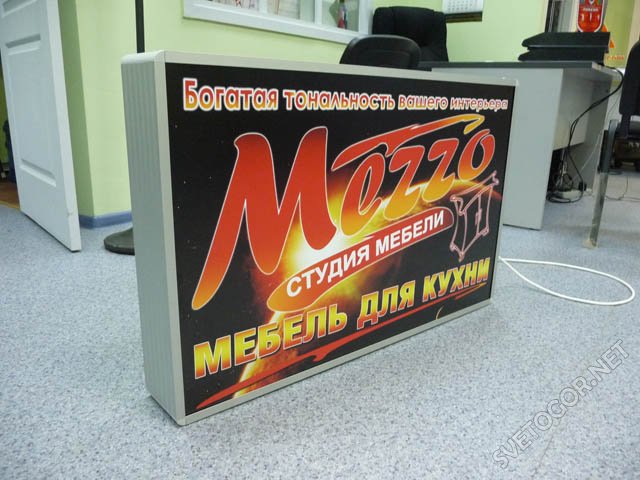 Богатая тональность вашего интерьера
Mezzo
СТУДИЯ МЕБЕЛИ
МЕБЕЛЬ ДЛЯ КУХНИ
SVETOGOR.NET